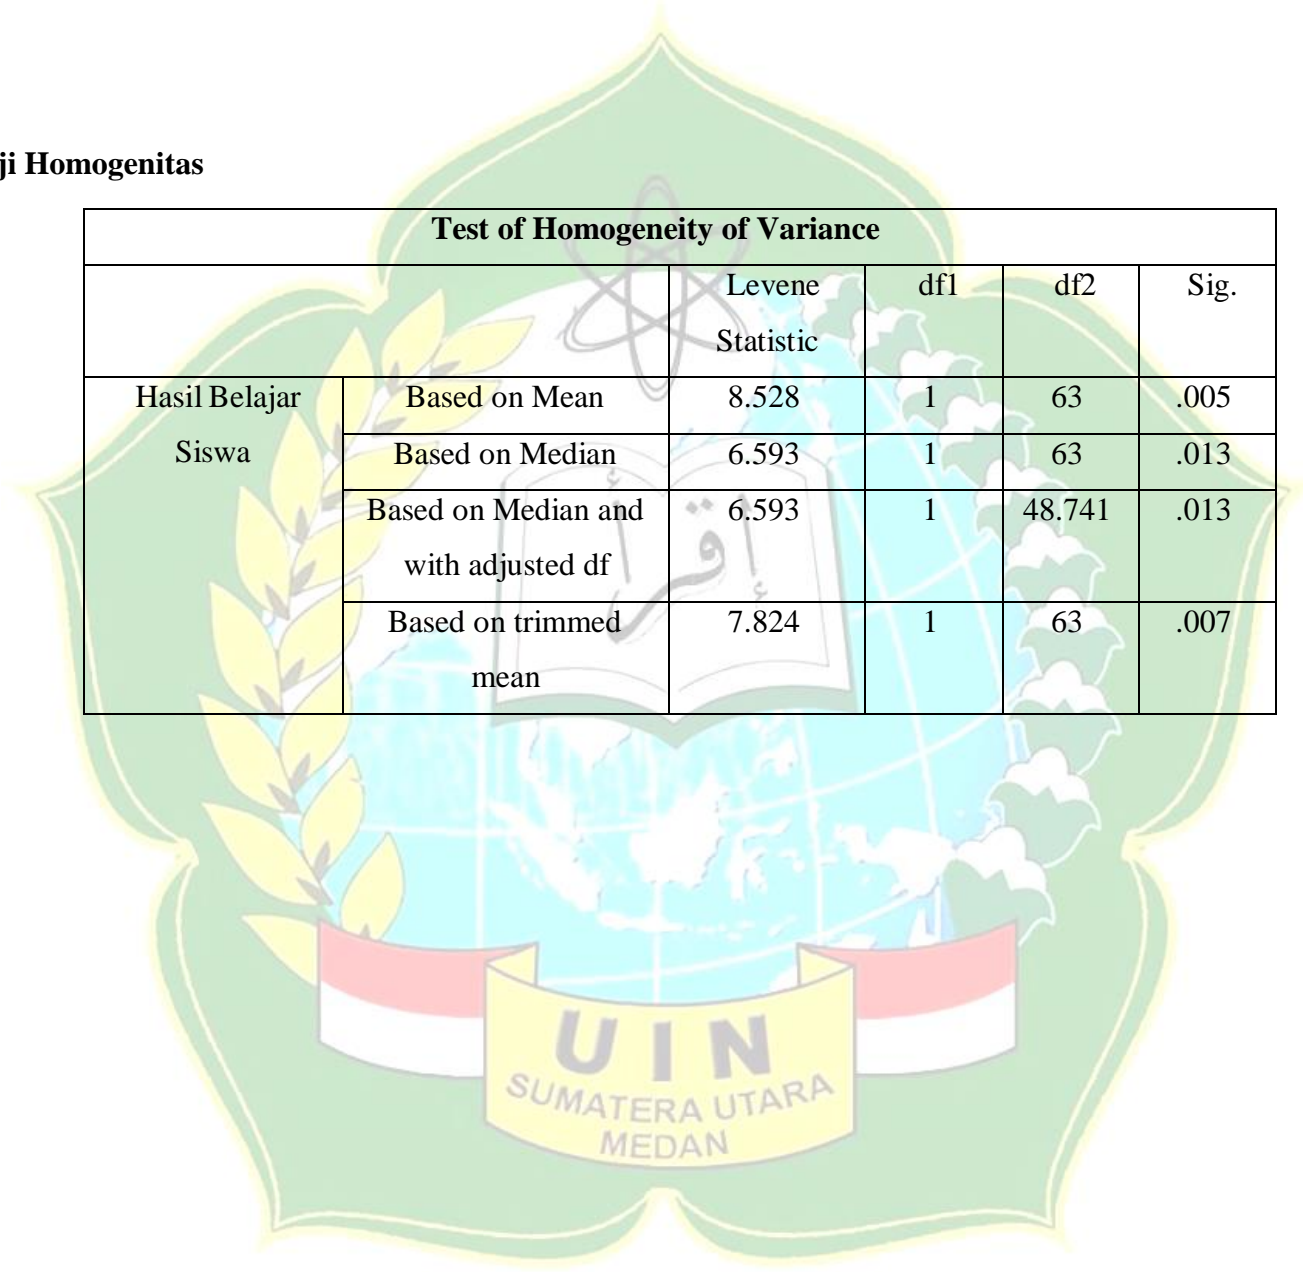 ji Homogenitas
Test of Homogeneity of Variance
Levene Statistic df1 df2 Sig.
Hasil Belajar Siswa Based on Mean 8.528 1 63 .005
Based on Median 6.593 1 63 .013
Based on Median and with adjusted df 6.593 1 48.741 .013
Based on trimmed mean 7.824 1 63 .007
إقرأ
UIN
SUMATERA UTARA
MEDAN